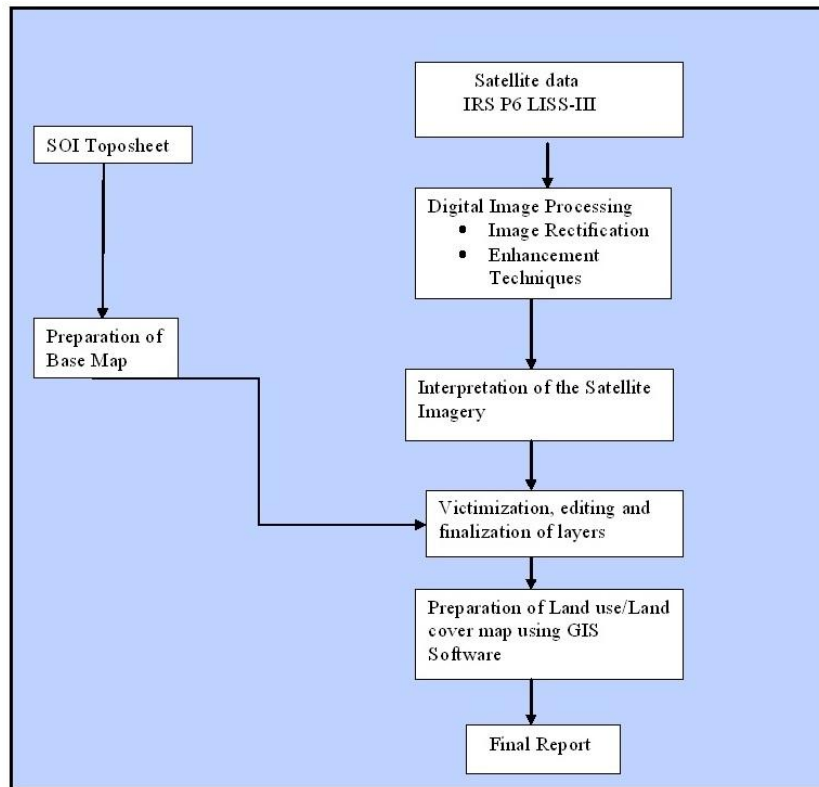 Satellite data
IRS P6 LISS-III
SOI Toposheet
Digital Image Processing
• Image Rectification
• Enhancement
Techniques
Preparation of
Base Map
Interpretation of the Satellite
Imagery
Victimization, editing and
finalization of layers
Preparation of Land use/Land
cover map using GIS
Software
Final Report